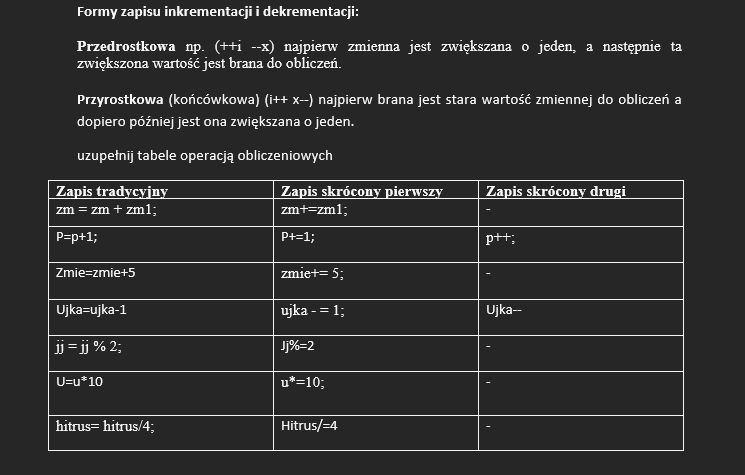 Formy zapisu inkrementacji i dekrementacji:
Przedrostkowa np. (++i --x) najpierw zmienna jest zwiększana o jeden, a następnie ta
zwiększona wartość jest brana do obliczeń.
Przyrostkowa (końcówkowa) (i++ x--) najpierw brana jest stara wartość zmiennej do obliczeń a
dopiero później jest ona zwiększana o jeden.
uzupełnij tabele operacją obliczeniowych
Zapis tradycyjny Zapis skrócony pierwszy Zapis skrócony drugi
zm = zm + zm1; zm+=zm1; -
P=p+1; P+=1; p++;
Zmie=zmie+5 zmie+= 5; -
Ujka=ujka-1 ujka - = 1; Ujka--
jj = jj % 2; Jj%=2 -
U=u*10 u*=10; -
hitrus= hitrus/4; Hitrus/=4 -